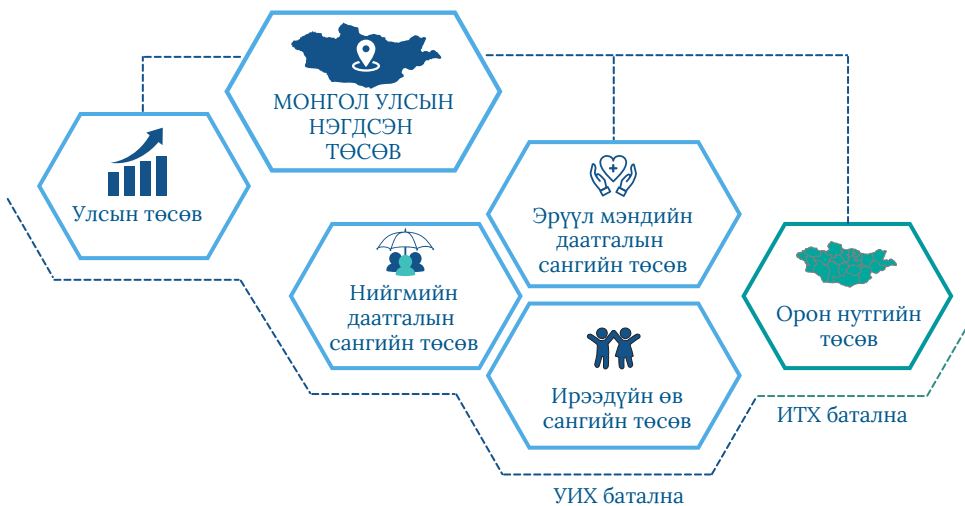 МОНГОЛ УЛСЫН
НЭГДСЭН
ТӨСӨВ
Улсын төсөв
Эрүүл мэндийн
даатгалын
сангийн төсөв
Нийгмийн
даатгалын
сангийн төсөв
Орон нутгийн
төсөв
Ирээдүйн өв
сангийн төсөв
ИТХ батална
УИХ батална